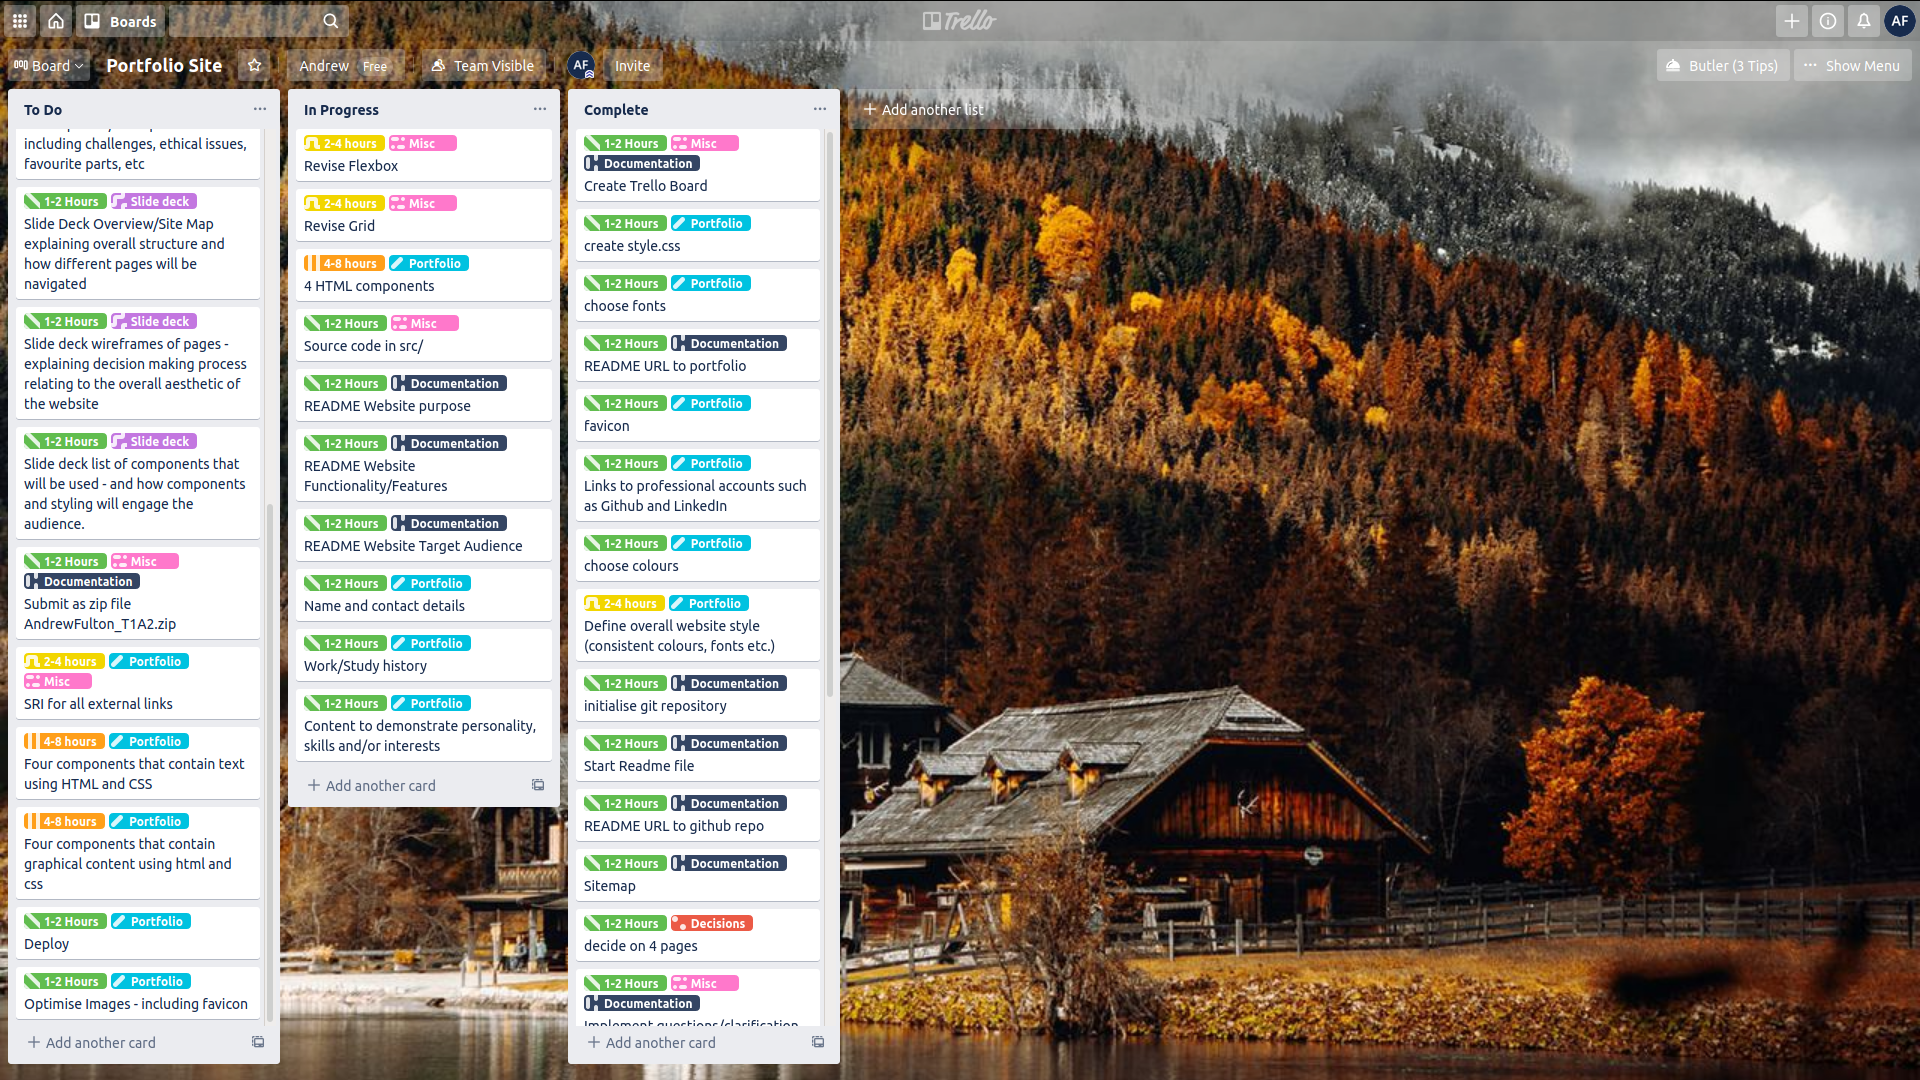 Boards
Trello
AF
Board
Portfolio Site
Andrew Free
Team Visible
AF
Invite
Butler (3 Tips)
Show Menu
To Do
including challenges, ethical issues,
favourite parts, etc
1-2 Hours Slide deck
Slide Deck Overview/Site Map
explaining overall structure and
how different pages will be
navigated
1-2 Hours Slide deck
Slide deck wireframes of pages -
explaining decision making process
relating to the overall aesthetic of
the website
1-2 Hours Slide deck
Slide deck list of components that
will be used - and how components
and styling will engage the
audience.
1-2 Hours Misc
Documentation
Submit as zip file
AndrewFulton_T1A2.zip
2-4 hours Portfolio
Misc
SRI for all external links
4-8 hours Portfolio
Four components that contain text
using HTML and CSS
4-8 hours Portfolio
Four components that contain
graphical content using html and
css
1-2 Hours Portfolio
Deploy
1-2 Hours Portfolio
Optimise Images - including favicon
+ Add another card
In Progress
2-4 hours Misc
Revise Flexbox
2-4 hours Misc
Revise Grid
4-8 hours Portfolio
4 HTML components
1-2 Hours Misc
Source code in src/
1-2 Hours Documentation
README Website purpose
1-2 Hours Documentation
README Website
Functionality/Features
1-2 Hours Documentation
README Website Target Audience
1-2 Hours Portfolio
Name and contact details
1-2 Hours Portfolio
Work/Study history
1-2 Hours Portfolio
Content to demonstrate personality,
skills and/or interests
+ Add another card
Complete
1-2 Hours Misc
Documentation
Create Trello Board
1-2 Hours Portfolio
create style.css
1-2 Hours Portfolio
choose fonts
1-2 Hours Documentation
README URL to portfolio
1-2 Hours Portfolio
favicon
1-2 Hours Portfolio
Links to professional accounts such
as Github and LinkedIn
1-2 Hours Portfolio
choose colours
2-4 hours Portfolio
Define overall website style
(consistent colours, fonts etc.)
1-2 Hours Documentation
initialise git repository
1-2 Hours Documentation
Start Readme file
1-2 Hours Documentation
README URL to github repo
1-2 Hours Documentation
Sitemap
1-2 Hours Decisions
decide on 4 pages
1-2 Hours Misc
Documentation
Implement questions/clarification
+ Add another card
+ Add another list